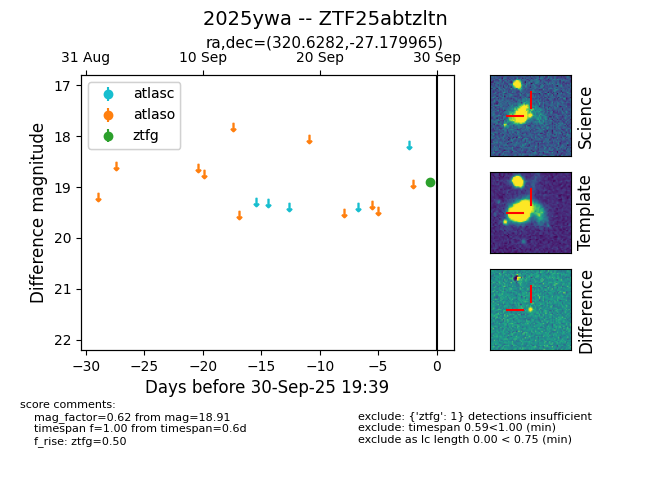 2025ywa -- ZTF25abtzltn
ra,dec=(320.6282,-27.179965)
31 Aug
10 Sep
20 Sep
30 Sep
atlasc
atlaso
ztfg
17
18
19
20
21
22
Difference magnitude
−30
−25
−20
−15
−10
−5
0
Days before 30-Sep-25 19:39
Science
Template
Difference
score comments:
mag_factor=0.62 from mag=18.91
timespan f=1.00 from timespan=0.6d
f_rise: ztfg=0.50
exclude: {'ztfg': 1} detections insufficient
exclude: timespan 0.59<1.00 (min)
exclude as lc length 0.00 < 0.75 (min)